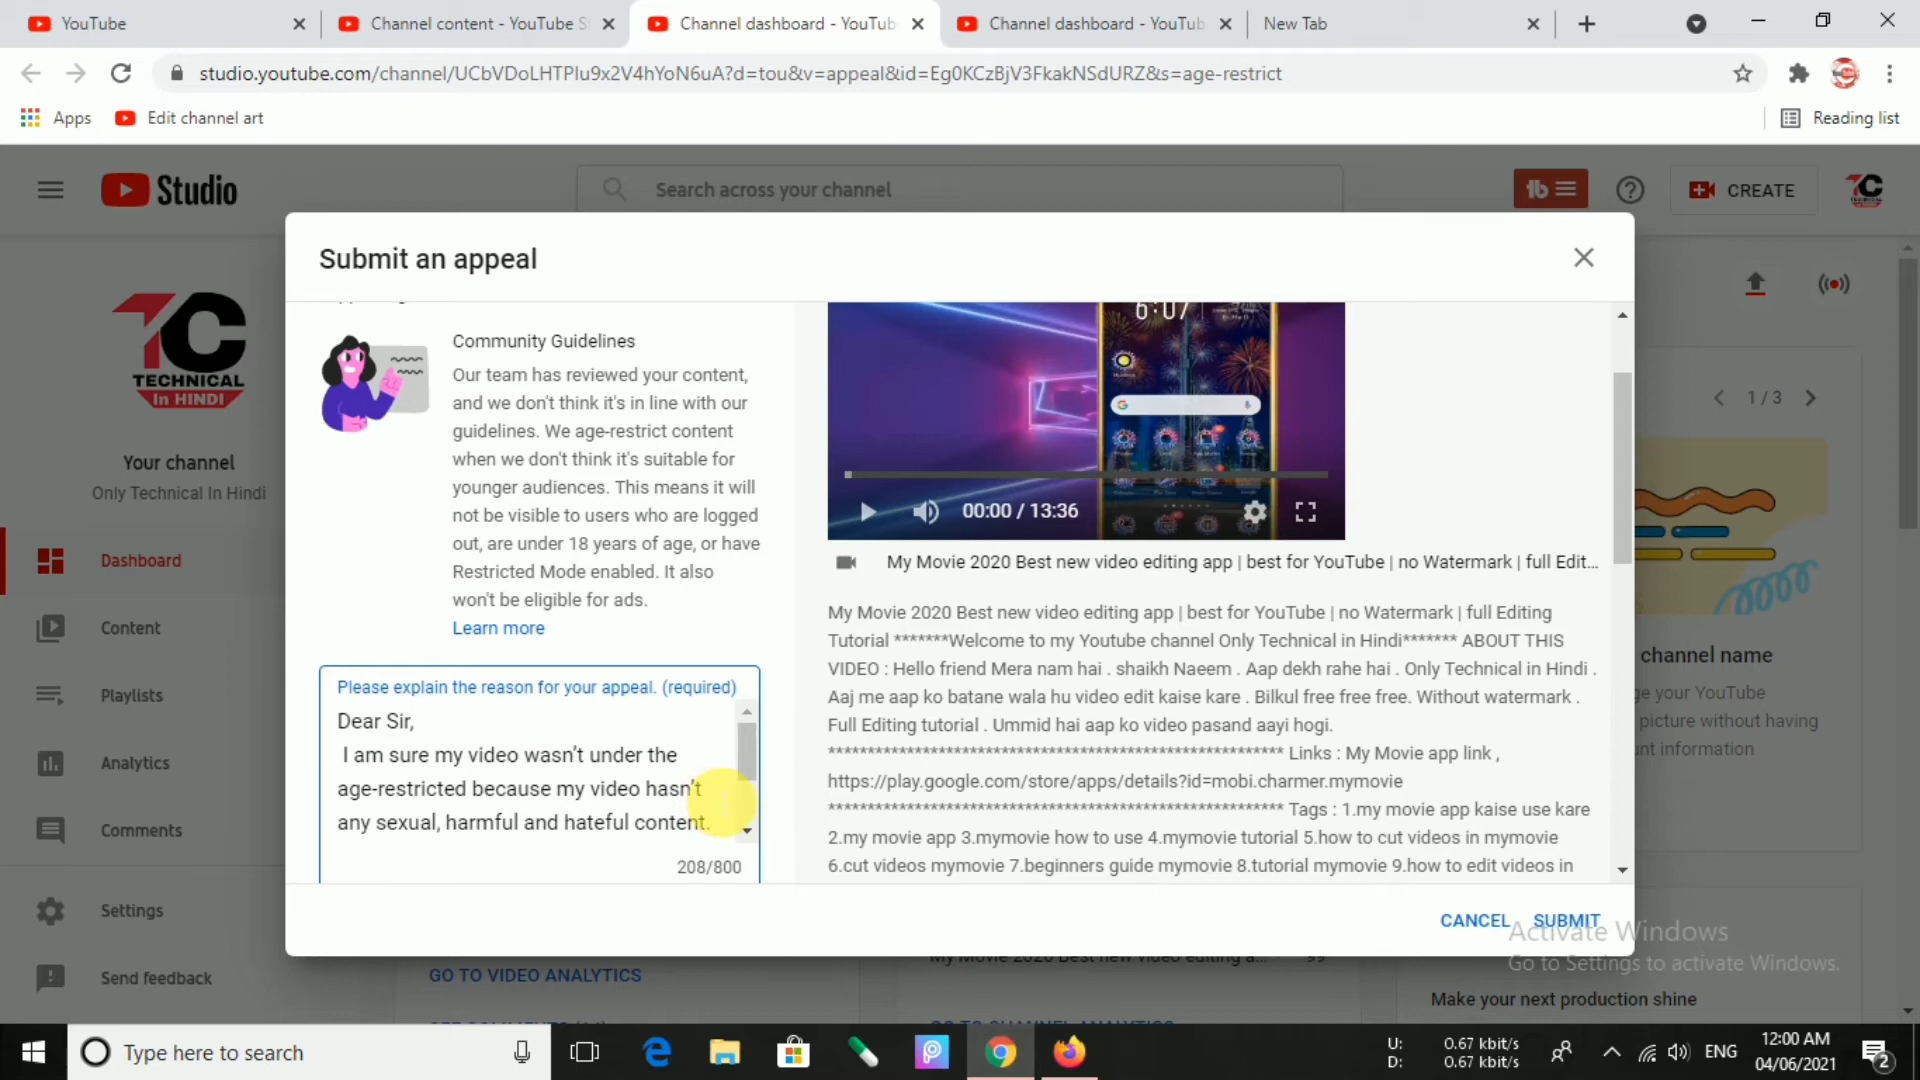 YouTube
Channel content - YouTube S
Channel dashboard - YouTub
Channel dashboard - YouTub
New Tab
studio.youtube.com/channel/UCbVDoLHTPIu9x2V4hYoN6uA?d=tou&v=appeal&id=Eg0KCzBjV3FkakNSdURZ&s=age-restrict
Apps
Edit channel art
Reading list
Studio
Search across your channel
CREATE
TC
TECHNICAL
In HINDI
Your channel
Only Technical In Hindi
Dashboard
Content
Playlists
Analytics
Comments
Settings
Send feedback
Submit an appeal
Community Guidelines
Our team has reviewed your content,
and we don't think it's in line with our
guidelines. We age-restrict content
when we don't think it's suitable for
younger audiences. This means it will
not be visible to users who are logged
out, are under 18 years of age, or have
Restricted Mode enabled. It also
won't be eligible for ads.
Learn more
Please explain the reason for your appeal. (required)
Dear Sir,
I am sure my video wasn't under the
age-restricted because my video hasn't
any sexual, harmful and hateful content.
208/800
6:07
00:00 / 13:36
My Movie 2020 Best new video editing app | best for YouTube | no Watermark | full Edit...
My Movie 2020 Best new video editing app | best for YouTube | no Watermark | full Editing
Tutorial *******Welcome to my Youtube channel Only Technical in Hindi******* ABOUT THIS
VIDEO : Hello friend Mera nam hai . shaikh Naeem . Aap dekh rahe hai . Only Technical in Hindi .
Aaj me aap ko batane wala hu video edit kaise kare . Bilkul free free free. Without watermark .
Full Editing tutorial . Ummid hai aap ko video pasand aayi hogi.
************************************************************ Links : My Movie app link ,
https://play.google.com/store/apps/details?id=mobi.charmer.mymovie
************************************************************ Tags : 1.my movie app kaise use kare
2.my movie app 3.mymovie how to use 4.mymovie tutorial 5.how to cut videos in mymovie
6.cut videos mymovie 7.beginners guide mymovie 8.tutorial mymovie 9.how to edit videos in
CANCEL
SUBMIT
1 / 3
channel name
ge your YouTube
picture without having
unt information
Activate Windows
Go to Settings to activate Windows.
GO TO VIDEO ANALYTICS
Make your next production shine
Type here to search
U: 0.67 kbit/s
D: 0.67 kbit/s
ENG
12:00 AM
04/06/2021
2